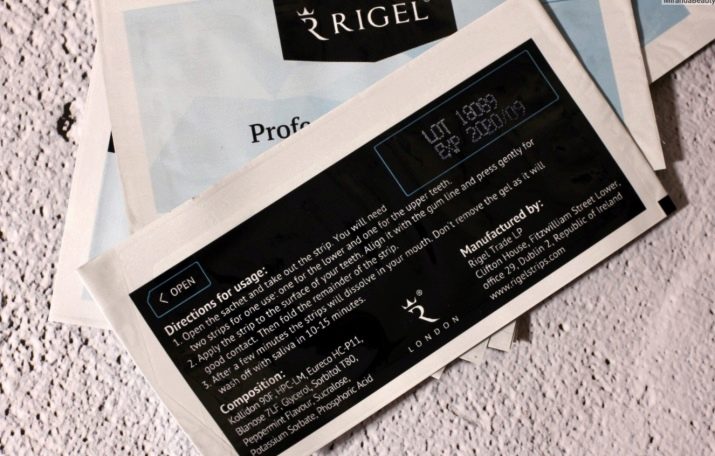 MirandaBeauty
RIGEL®
Profe
LOT 18089
EXP 2080/09
< OPEN
Directions for usage:
1. Open the sachet and take out the strip. You will need
two strips for one use: one for the lower and one for the upper teeth.
2. Apply the strip to the surface of your teeth. Align it with the gum line and press gently for
good contact. Then fold the remainder of the strip.
3. After a few minutes the strips will dissolve in your mouth. Don't remove the gel as it will
wash off with saliva in 10-15 minutes.
Composition:
Kollidon 90F, HPC-LM, Eureco HC-P11,
Blanose 7LF, Glycerol, Sorbitol T80,
Peppermint Flavour, Sucralose,
Potassium Sorbate, Phosphoric Acid
R®
LONDON
Manufactured by:
Rigel Trade LP
Clifton House, Fitzwilliam Street Lower,
office 29, Dublin 2, Republic of Ireland
www.rigelstrips.com